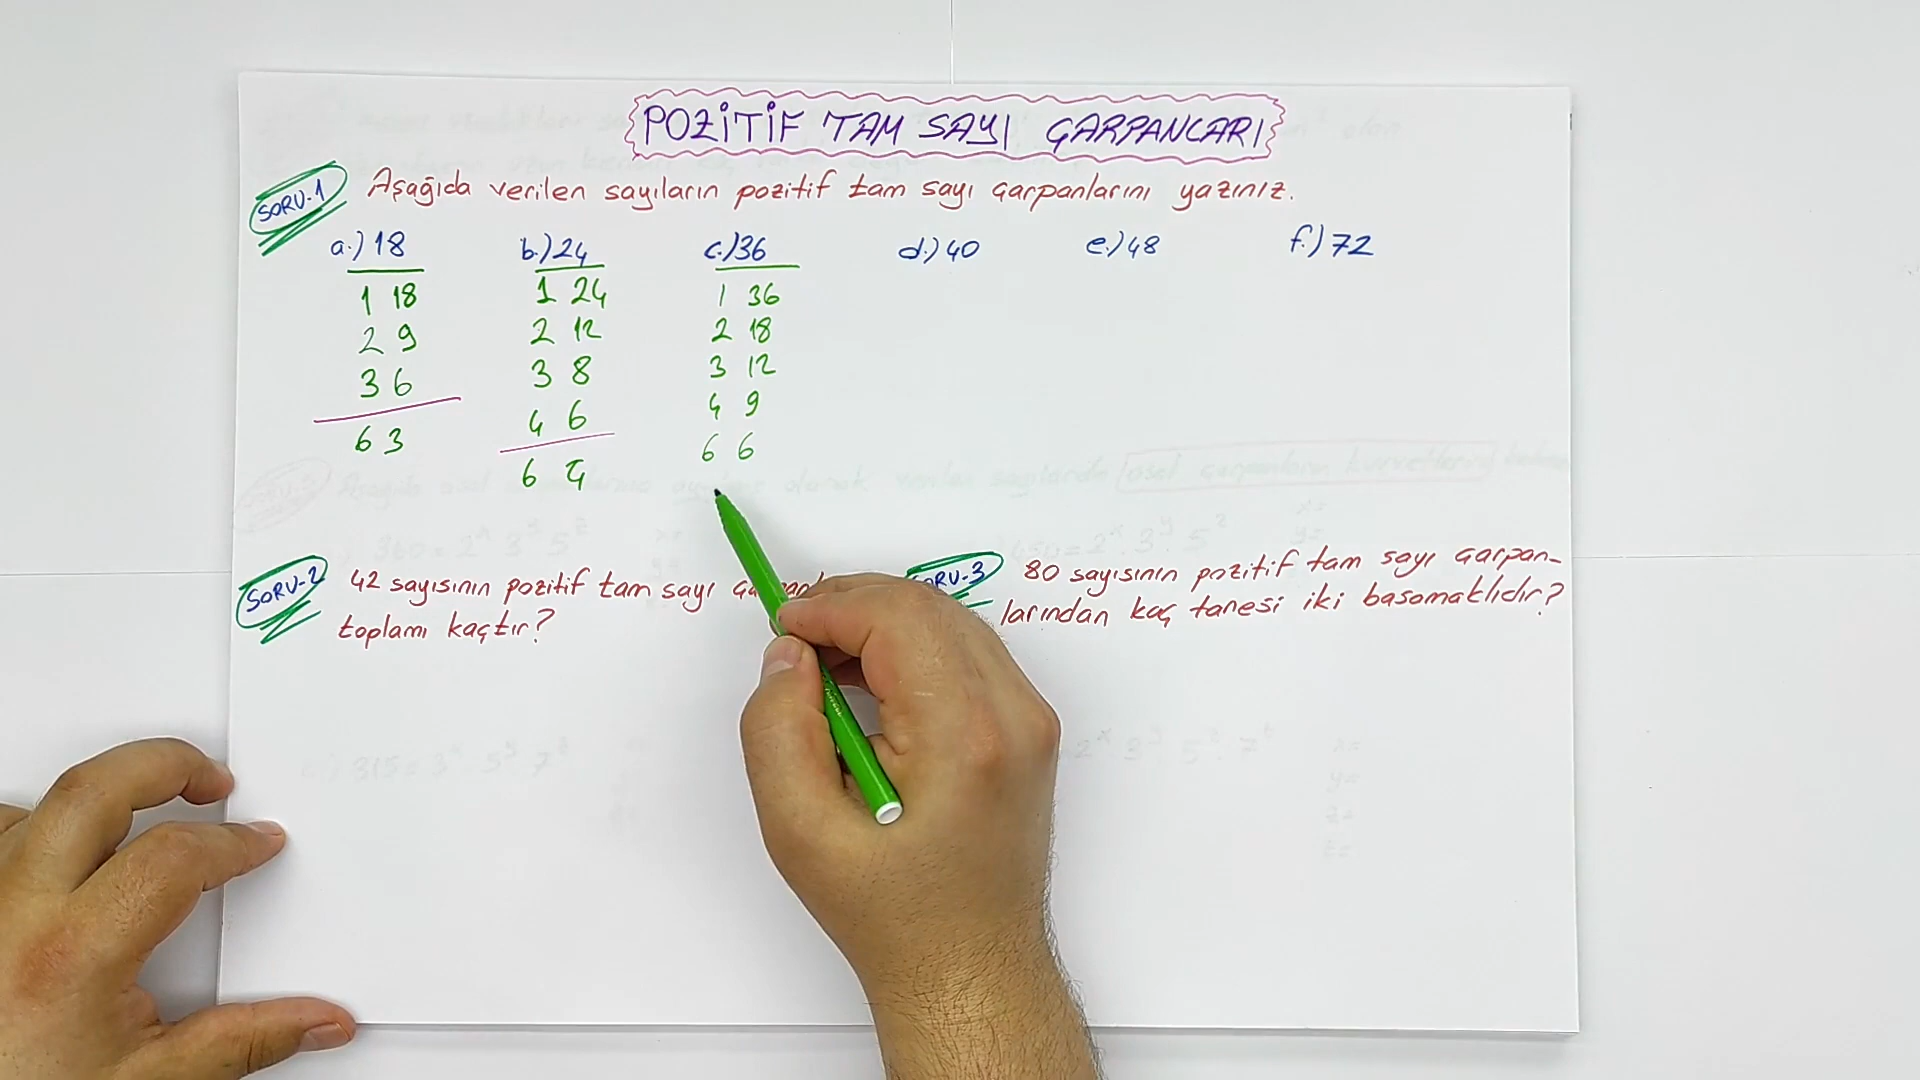 POZİTİF TAM SAYI ÇARPANLARI
SORU-1 Aşağıda verilen sayıların pozitif tam sayı çarpanlarını yazınız.
a.) 18 b.) 24 c.) 36 d.) 40 e.) 48 f.) 72
1 18 1 24 1 36
2 9 2 12 2 18
3 6 3 8 3 12
6 3 4 6 4 9
6 4 6 6
SORU-2 42 sayısının pozitif tam sayı
toplamı kaçtır?
SORU-3 80 sayısının pozitif tam sayı çarpan-
larından kaç tanesi iki basamaklıdır?